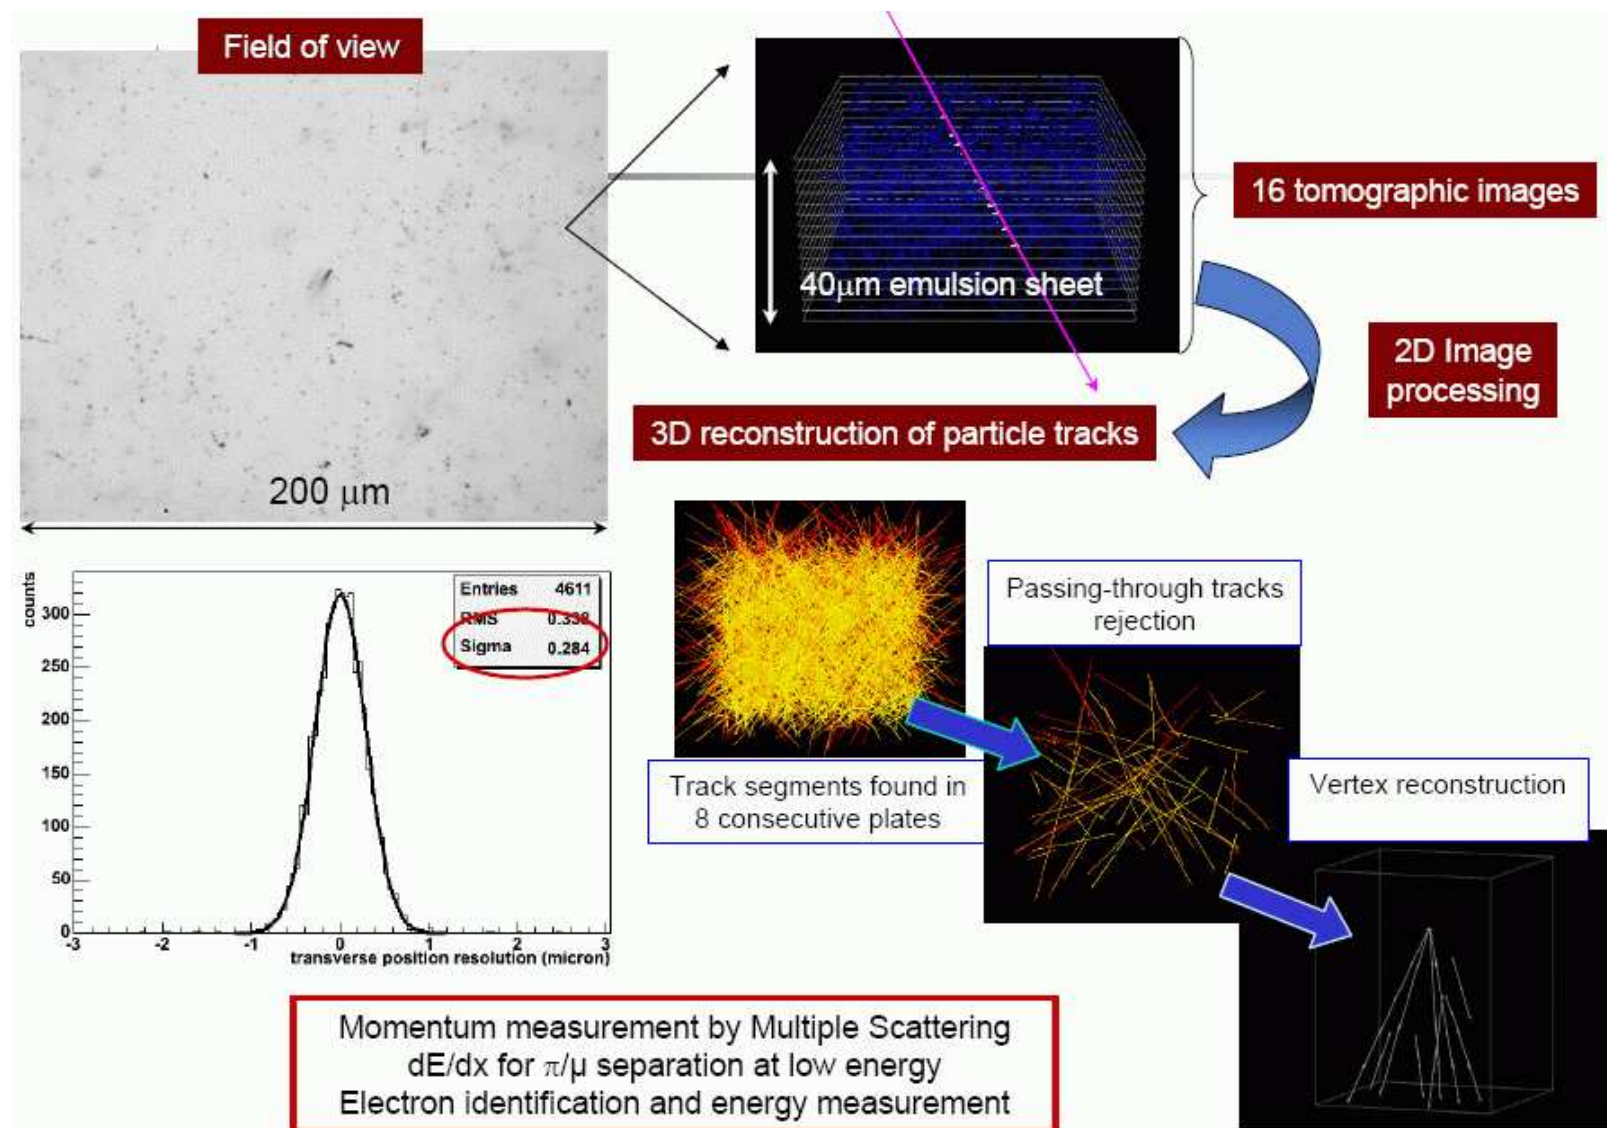 Field of view
16 tomographic images
40μm emulsion sheet
2D Image
processing
3D reconstruction of particle tracks
200 μm
counts
300
250
200
150
100
50
0
-3
-2
-1
0
1
2
3
transverse position resolution (micron)
Entries 4611
RMS 0.338
Sigma 0.284
Passing-through tracks
rejection
Track segments found in
8 consecutive plates
Vertex reconstruction
Momentum measurement by Multiple Scattering
dE/dx for π/μ separation at low energy
Electron identification and energy measurement